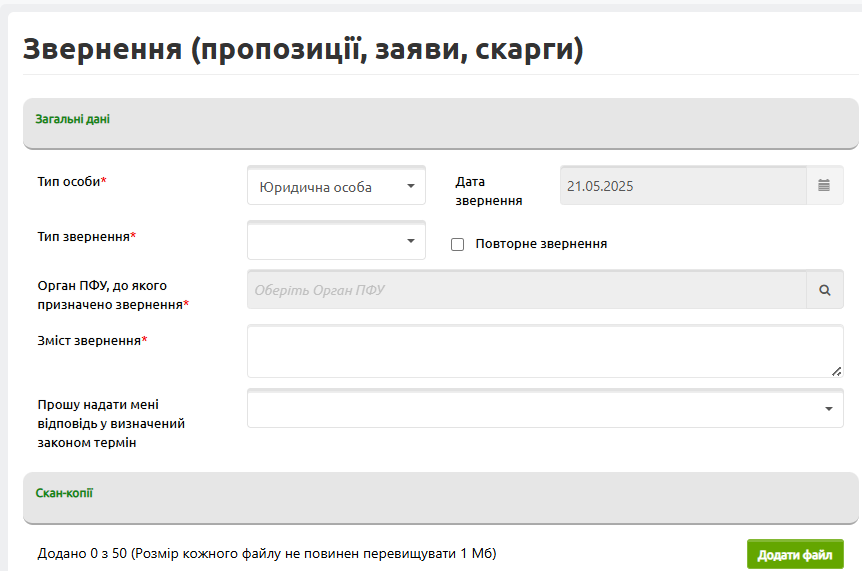 Звернення (пропозиції, заяви, скарги)
Загальні дані
Тип особи*
Юридична особа
Дата
звернення
21.05.2025
Тип звернення*
Повторне звернення
Орган ПФУ, до якого
призначено звернення*
Оберіть Орган ПФУ
Зміст звернення*
Прошу надати мені
відповідь у визначений
законом термін
Скан-копії
Додано 0 з 50 (Розмір кожного файлу не повинен перевищувати 1 Мб)
Додати файл